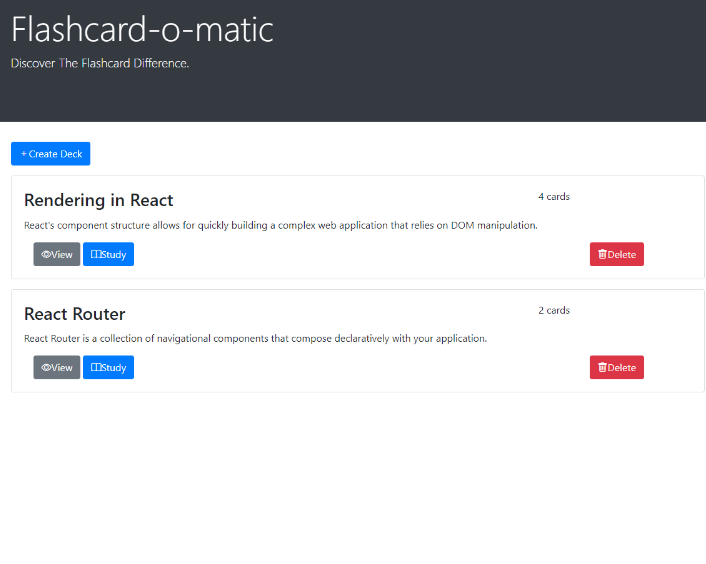 Flashcard-o-matic
Discover The Flashcard Difference.
+ Create Deck
Rendering in React
4 cards
React's component structure allows for quickly building a complex web application that relies on DOM manipulation.
View
Study
Delete
React Router
2 cards
React Router is a collection of navigational components that compose declaratively with your application.
View
Study
Delete